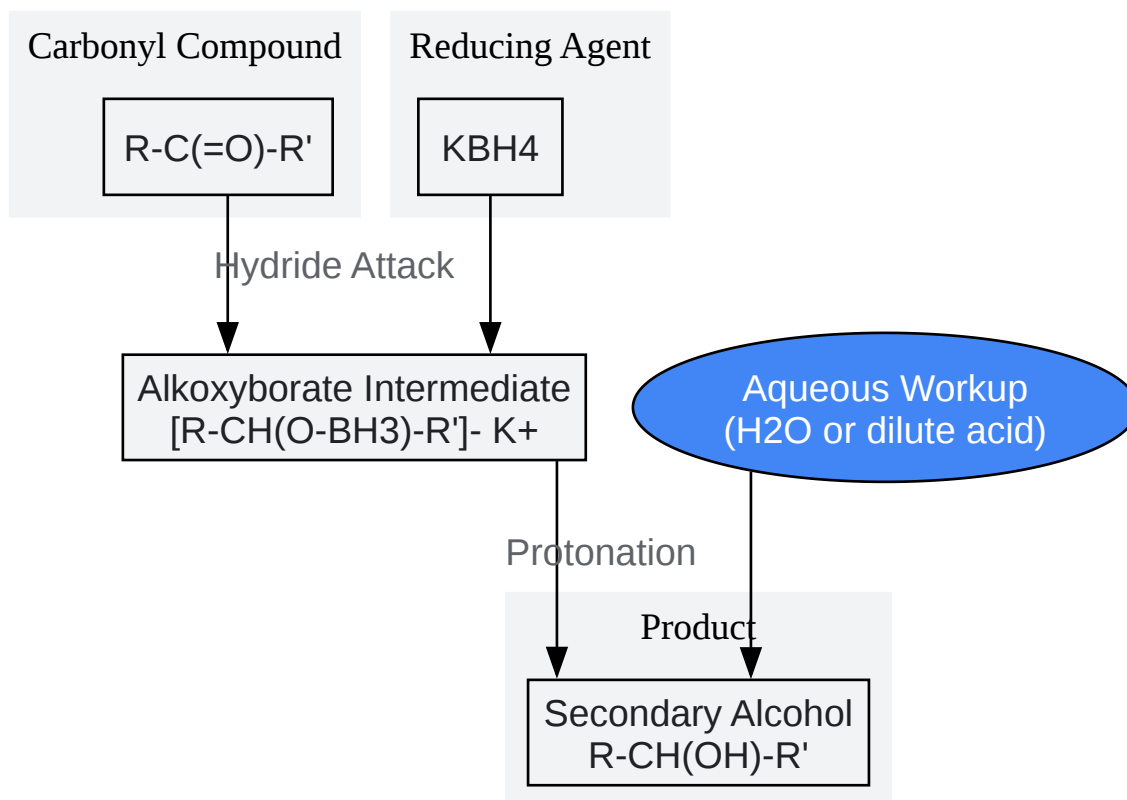 Carbonyl Compound
Reducing Agent
R-C(=O)-R'
KBH4
Hydride Attack
Alkoxyborate Intermediate
[R-CH(O-BH3)-R']- K+
Aqueous Workup
(H2O or dilute acid)
Protonation
Product
Secondary Alcohol
R-CH(OH)-R'